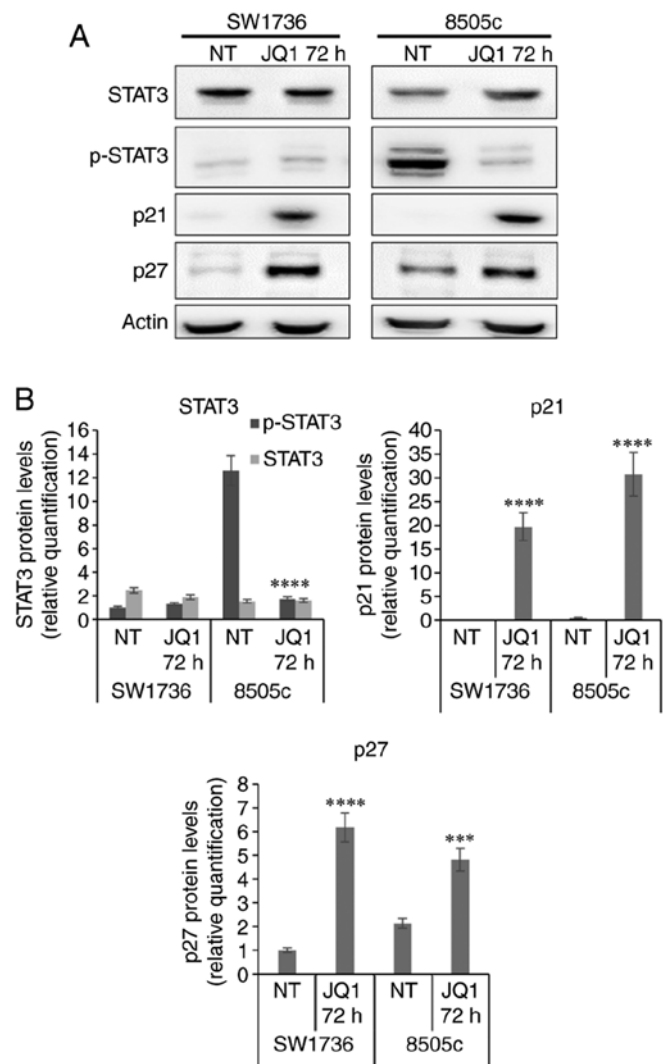 A
SW1736 8505c
NT JQ1 72 h NT JQ1 72 h
STAT3
p-STAT3
p21
p27
Actin
B
STAT3
p-STAT3
STAT3
STAT3 protein levels
(relative quantification)
16
14
12
10
8
6
4
2
0
****
NT JQ1 NT JQ1
72 h 72 h
SW1736 8505c
p21
p21 protein levels
(relative quantification)
40
35
30
25
20
15
10
5
0
**** ****
NT JQ1 NT JQ1
72 h 72 h
SW1736 8505c
p27
p27 protein levels
(relative quantification)
8
7
6
5
4
3
2
1
0
**** ***
NT JQ1 NT JQ1
72 h 72 h
SW1736 8505c